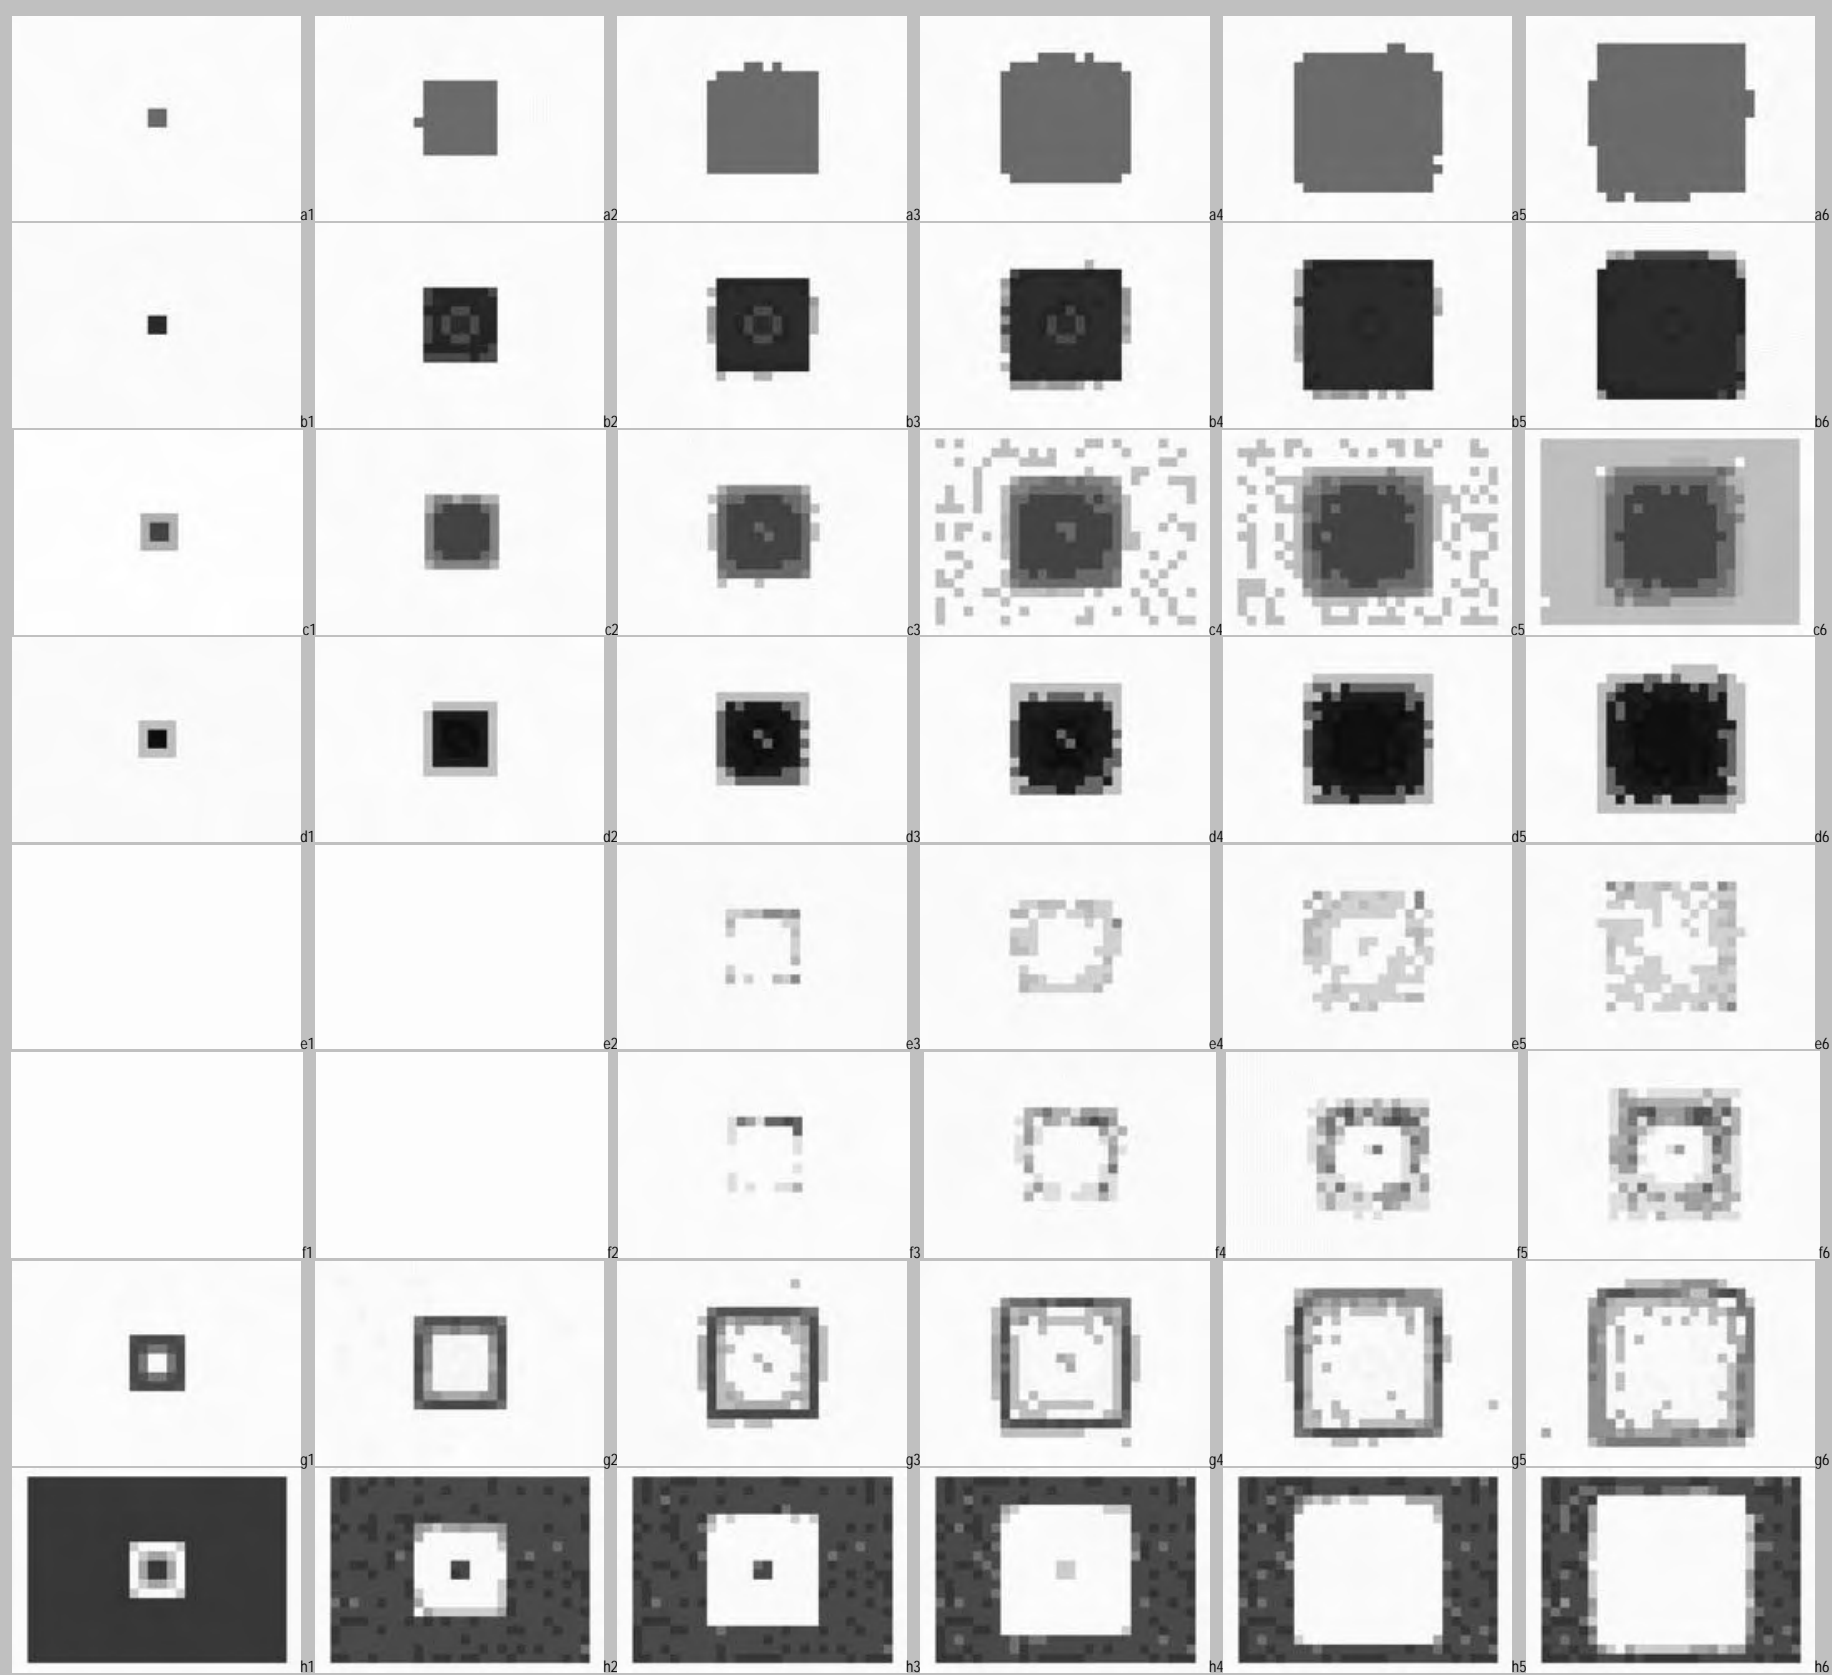 a1 a2 a3 a4 a5 a6
b1 b2 b3 b4 b5 b6
c1 c2 c3 c4 c5 c6
d1 d2 d3 d4 d5 d6
e1 e2 e3 e4 e5 e6
f1 f2 f3 f4 f5 f6
g1 g2 g3 g4 g5 g6
h1 h2 h3 h4 h5 h6